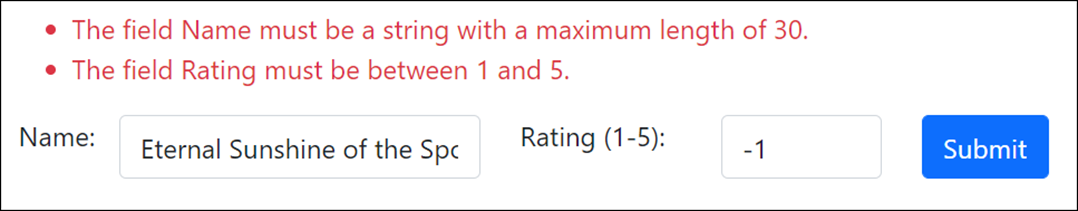 The field Name must be a string with a maximum length of 30.
The field Rating must be between 1 and 5.
Name: Eternal Sunshine of the Spo Rating (1-5): -1 Submit